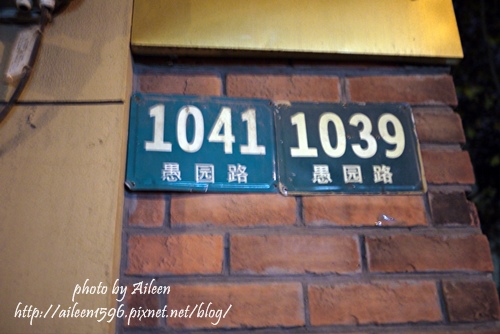 1041
愚园路
1039
愚园路
photo by Aileen
http://aileen1596.pixnet.net/blog/